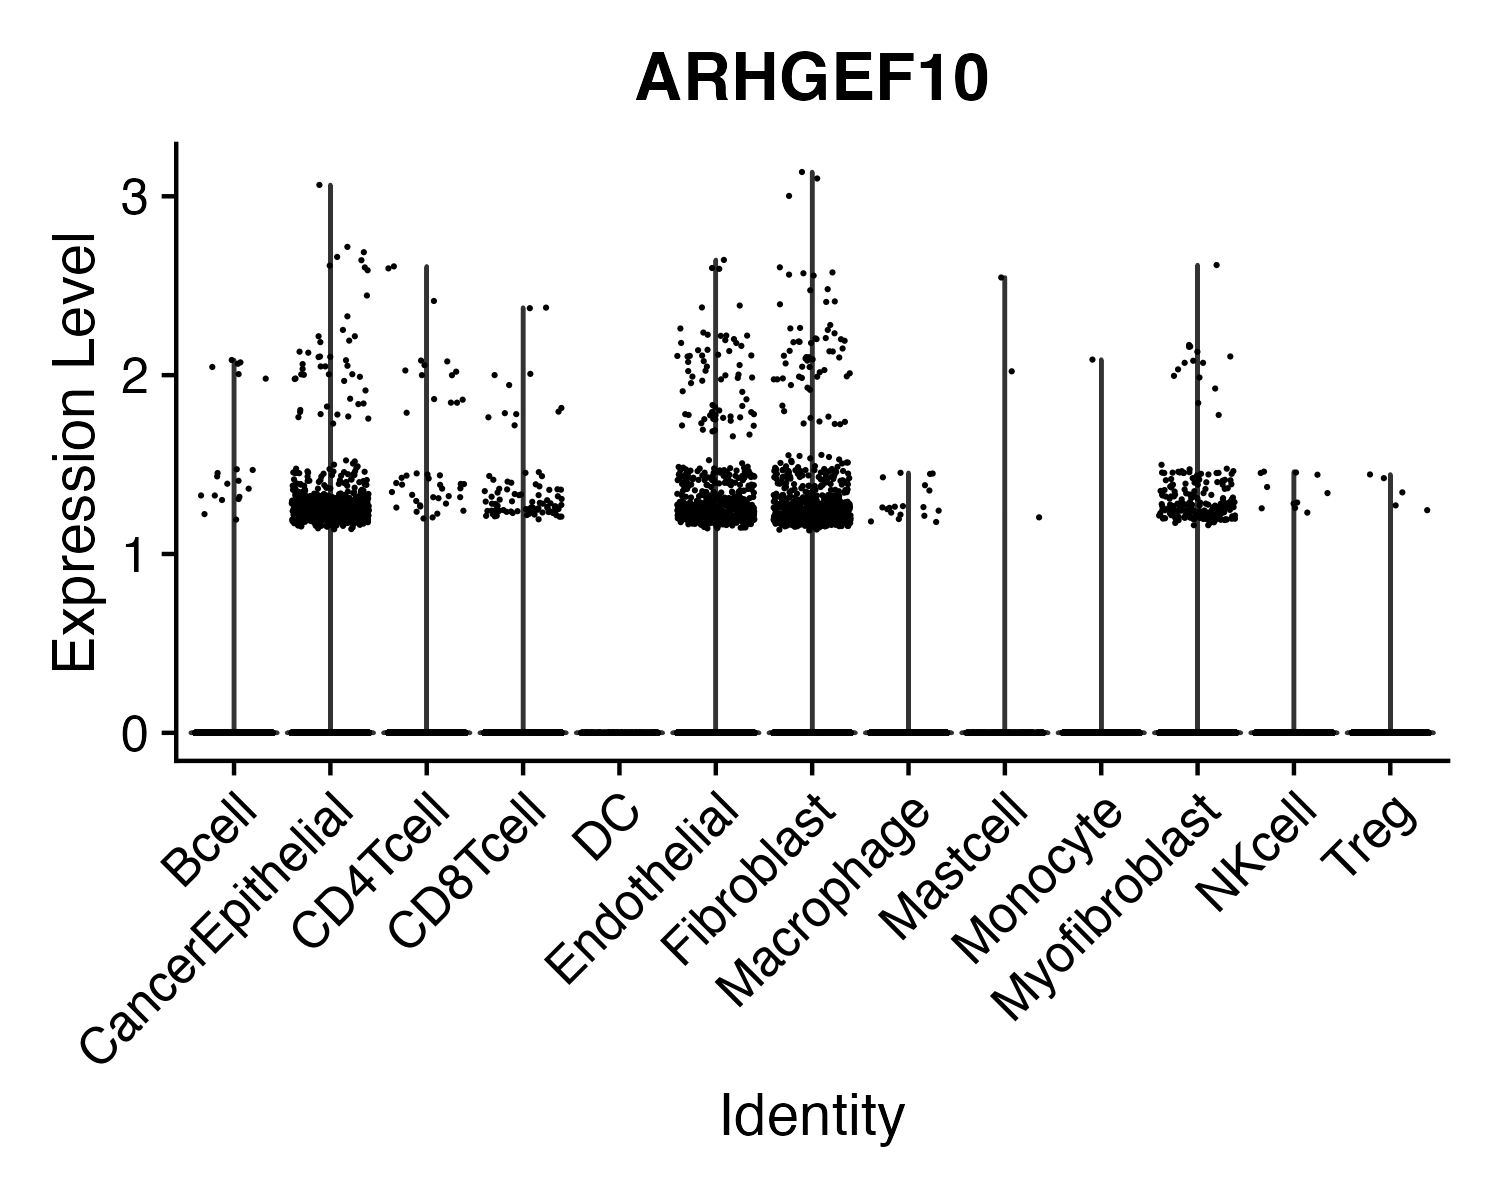 ARHGEF10
Expression Level
3
2
1
0
Bcell
CancerEpithelial
CD4Tcell
CD8Tcell
DC
Endothelial
Fibroblast
Macrophage
Mastcell
Monocyte
Myofibroblast
NKcell
Treg
Identity